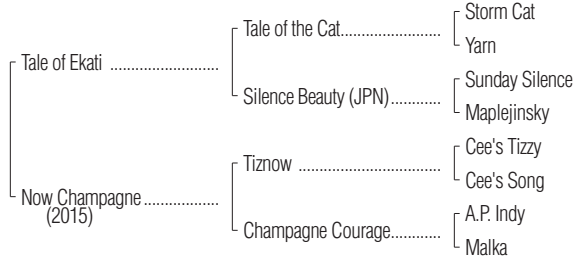 Storm Cat
Tale of the Cat....................
Yarn
Tale of Ekati ..........................
Sunday Silence
Silence Beauty (JPN)............
Maplejinsky
Cee's Tizzy
Tiznow ..................................
Cee's Song
Now Champagne ..................
(2015)
A.P. Indy
Champagne Courage............
Malka